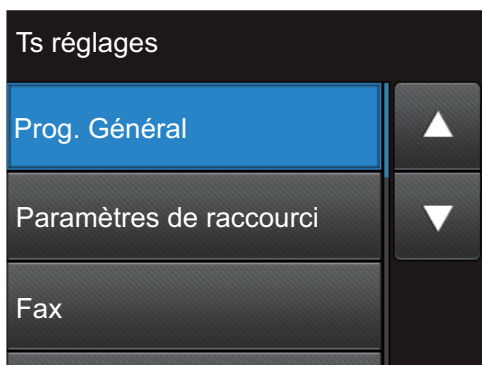 Ts réglages
Prog. Général
Paramètres de raccourci
Fax